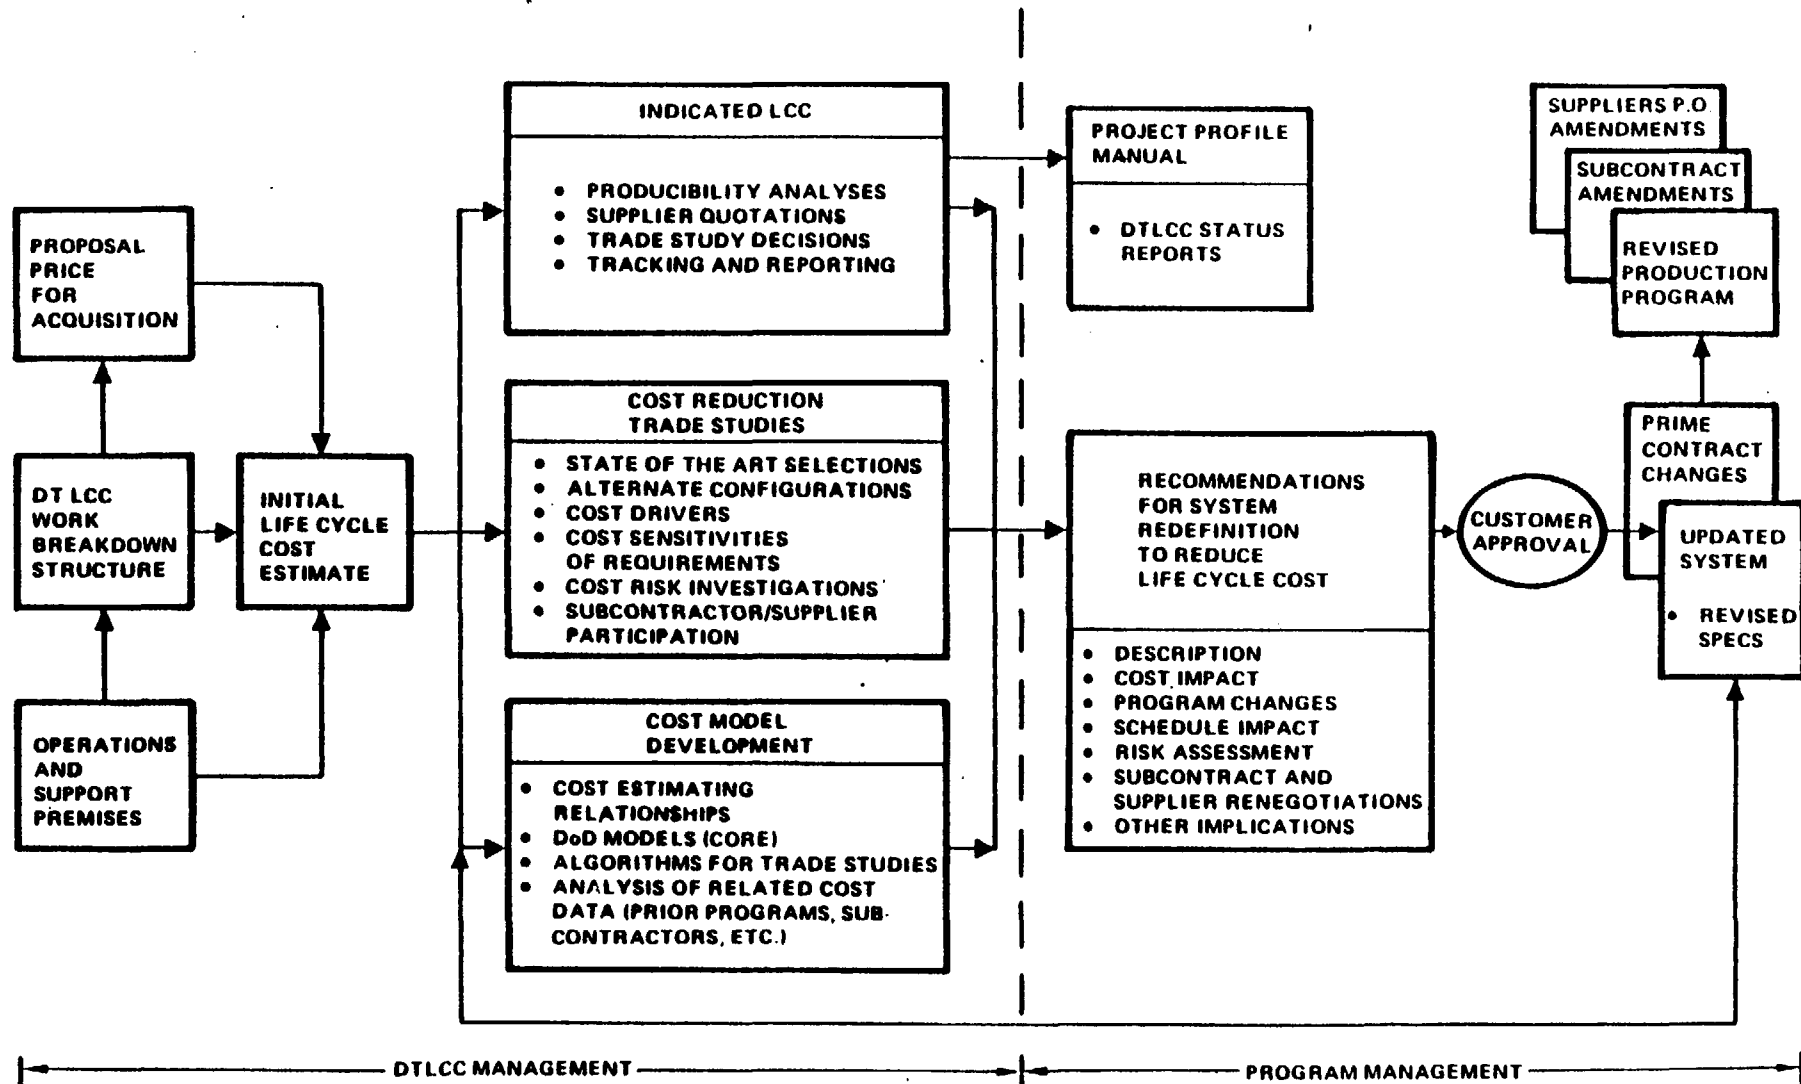 PROPOSAL
PRICE
FOR
ACQUISITION
DT LCC
WORK
BREAKDOWN
STRUCTURE
OPERATIONS
AND
SUPPORT
PREMISES
INITIAL
LIFE CYCLE
COST
ESTIMATE
INDICATED LCC
• PRODUCIBILITY ANALYSES
• SUPPLIER QUOTATIONS
• TRADE STUDY DECISIONS
• TRACKING AND REPORTING
COST REDUCTION
TRADE STUDIES
• STATE OF THE ART SELECTIONS
• ALTERNATE CONFIGURATIONS
• COST DRIVERS
• COST SENSITIVITIES
OF REQUIREMENTS
• COST RISK INVESTIGATIONS
• SUBCONTRACTOR/SUPPLIER
PARTICIPATION
COST MODEL
DEVELOPMENT
• COST ESTIMATING
RELATIONSHIPS
• DoD MODELS (CORE)
• ALGORITHMS FOR TRADE STUDIES
• ANALYSIS OF RELATED COST
DATA (PRIOR PROGRAMS, SUB-
CONTRACTORS, ETC.)
PROJECT PROFILE
MANUAL
• DTLCC STATUS
REPORTS
RECOMMENDATIONS
FOR SYSTEM
REDEFINITION
TO REDUCE
LIFE CYCLE COST
• DESCRIPTION
• COST IMPACT
• PROGRAM CHANGES
• SCHEDULE IMPACT
• RISK ASSESSMENT
• SUBCONTRACT AND
SUPPLIER RENEGOTIATIONS
• OTHER IMPLICATIONS
CUSTOMER
APPROVAL
SUPPLIERS P.O.
AMENDMENTS
SUBCONTRACT
AMENDMENTS
REVISED
PRODUCTION
PROGRAM
PRIME
CONTRACT
CHANGES
UPDATED
SYSTEM
• REVISED
SPECS
DTLCC MANAGEMENT
PROGRAM MANAGEMENT